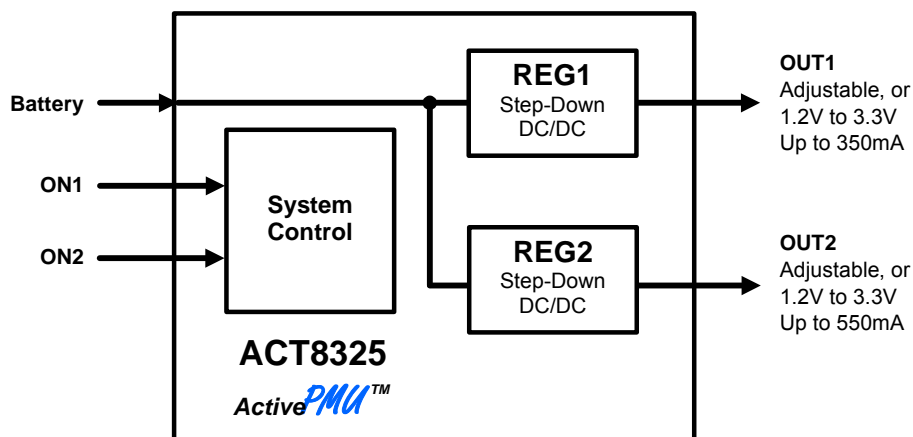 Battery
ON1
ON2
System
Control
REG1
Step-Down
DC/DC
REG2
Step-Down
DC/DC
OUT1
Adjustable, or
1.2V to 3.3V
Up to 350mA
OUT2
Adjustable, or
1.2V to 3.3V
Up to 550mA
ACT8325
ActivePMU™